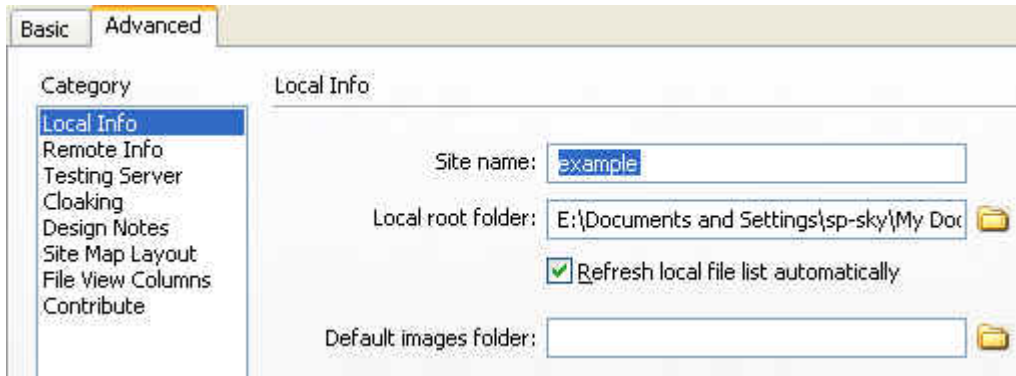 Basic Advanced
Category
Local Info
Remote Info
Testing Server
Cloaking
Design Notes
Site Map Layout
File View Columns
Contribute
Local Info
Site name: example
Local root folder: E:\Documents and Settings\sp-sky\My Doc
Refresh local file list automatically
Default images folder: